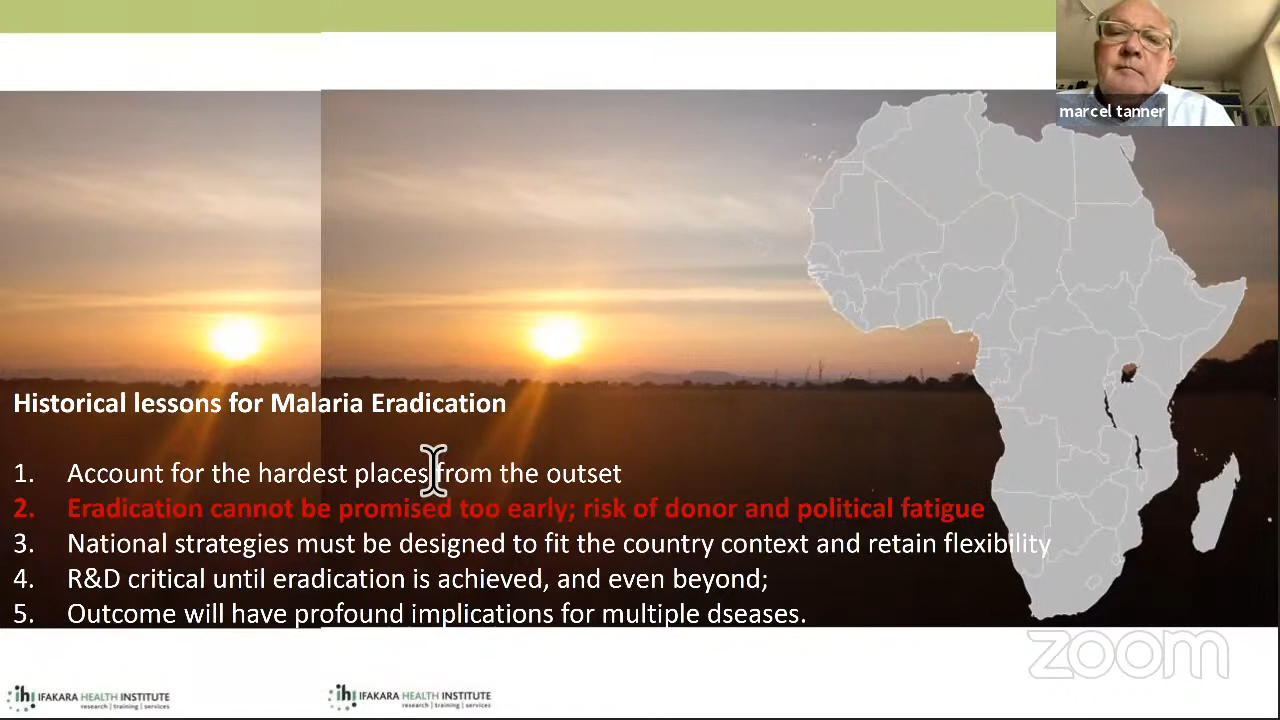 marcel tanner
Historical lessons for Malaria Eradication
1. Account for the hardest places from the outset
2. Eradication cannot be promised too early; risk of donor and political fatigue
3. National strategies must be designed to fit the country context and retain flexibility
4. R&D critical until eradication is achieved, and even beyond;
5. Outcome will have profound implications for multiple dseases.
zoom
ihi IFAKARA HEALTH INSTITUTE
research | training | services
ihi IFAKARA HEALTH INSTITUTE
research | training | services